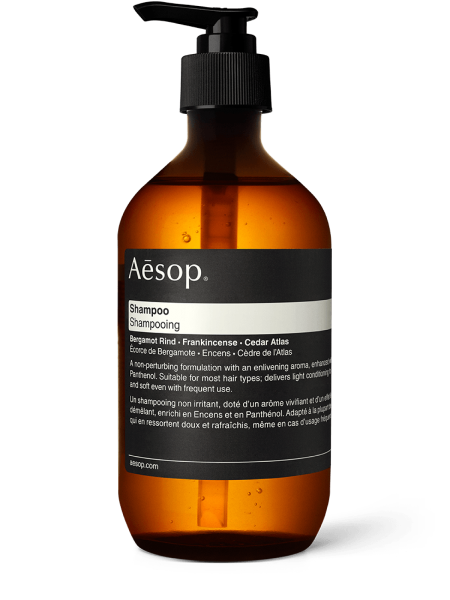 Aēsop®
Shampoo
Shampooing
Bergamot Rind • Frankincense • Cedar Atlas
Écorce de Bergamote • Encens • Cèdre de l'Atlas
A non-perturbing formulation with an enlivening aroma, enhanced
Panthenol. Suitable for most hair types; delivers light conditioning
and soft even with frequent use.
Un shampooing non irritant, doté d'un arôme vivifiant et d'un
démêlant, enrichi en Encens et en Panthénol. Adapté à la plupart
qui en ressortent doux et rafraîchis, même en cas d'usage
aesop.com